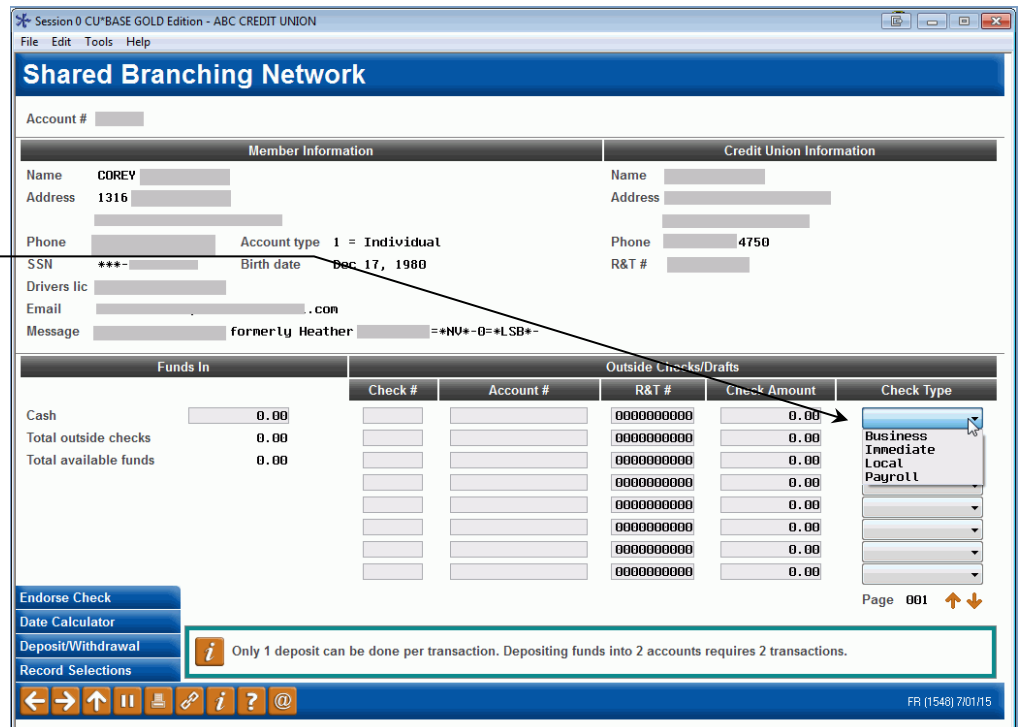 Session 0 CU*BASE GOLD Edition - ABC CREDIT UNION
File Edit Tools Help
Shared Branching Network
Account #
Member Information
Name COREY
Address 1316
Phone Account type 1 = Individual
SSN ***- Birth date Dec 17, 1980
Drivers lic
Email .com
Message formerly Heather =*NV*-0=*LSB*-
Credit Union Information
Name
Address
Phone 4750
R&T #
Funds In
Cash 0.00
Total outside checks 0.00
Total available funds 0.00
Outside Checks/Drafts
Check # Account # R&T # Check Amount Check Type
0000000000 0.00
0000000000 0.00
0000000000 0.00
0000000000 0.00
0000000000 0.00
0000000000 0.00
0000000000 0.00
0000000000 0.00
Business
Immediate
Local
Payroll
Page 001
Endorse Check
Date Calculator
Deposit/Withdrawal
Record Selections
i Only 1 deposit can be done per transaction. Depositing funds into 2 accounts requires 2 transactions.
i ? @
FR (1548) 7/01/15